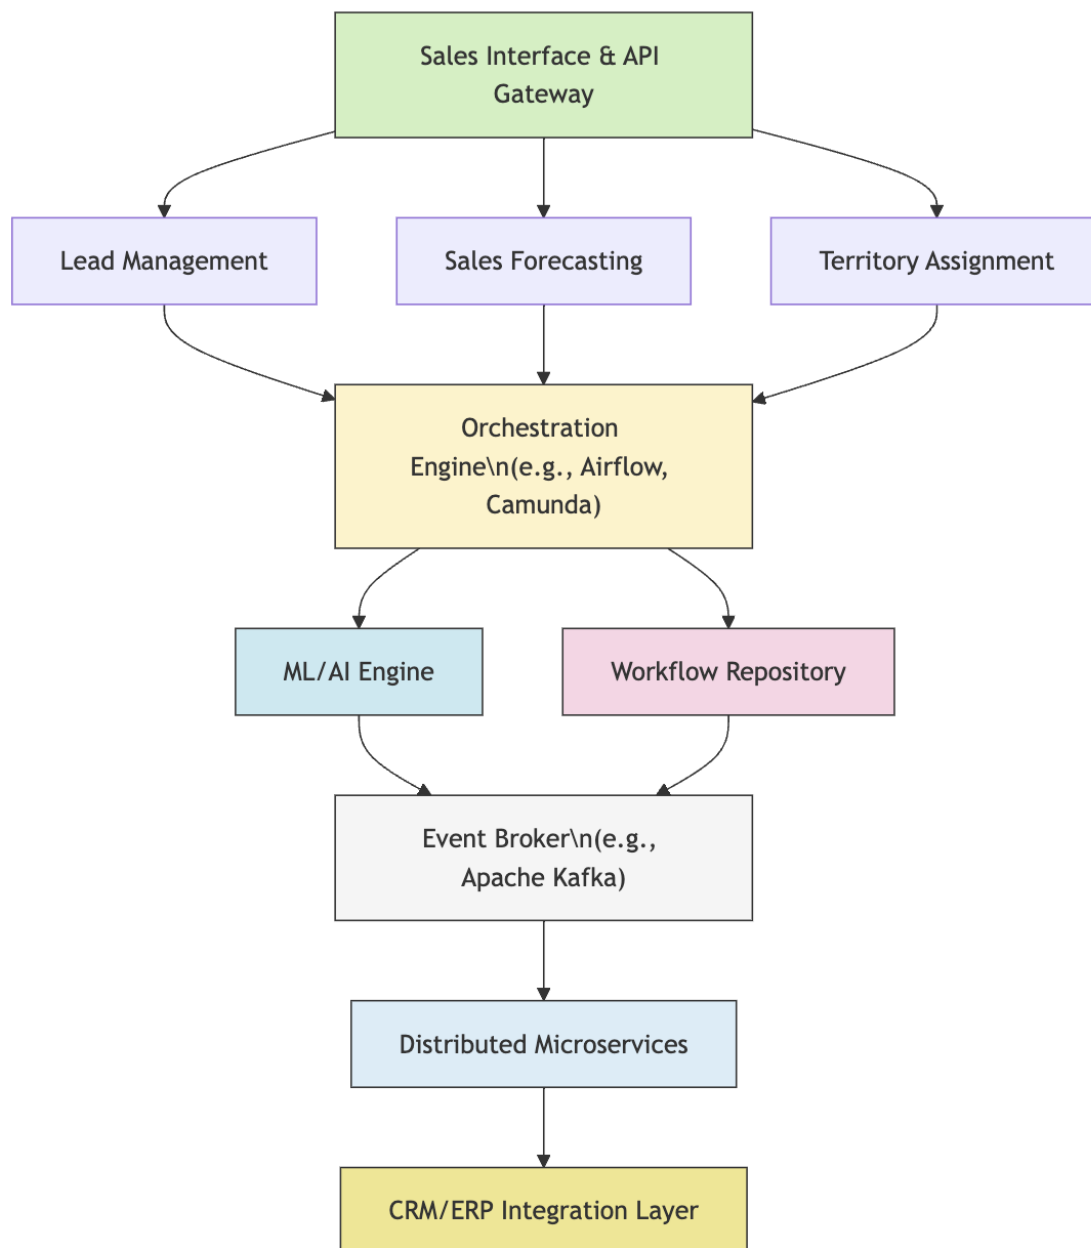 Sales Interface & API
Gateway
Lead Management
Sales Forecasting
Territory Assignment
Orchestration
Engine\n(e.g., Airflow,
Camunda)
ML/AI Engine
Workflow Repository
Event Broker\n(e.g.,
Apache Kafka)
Distributed Microservices
CRM/ERP Integration Layer